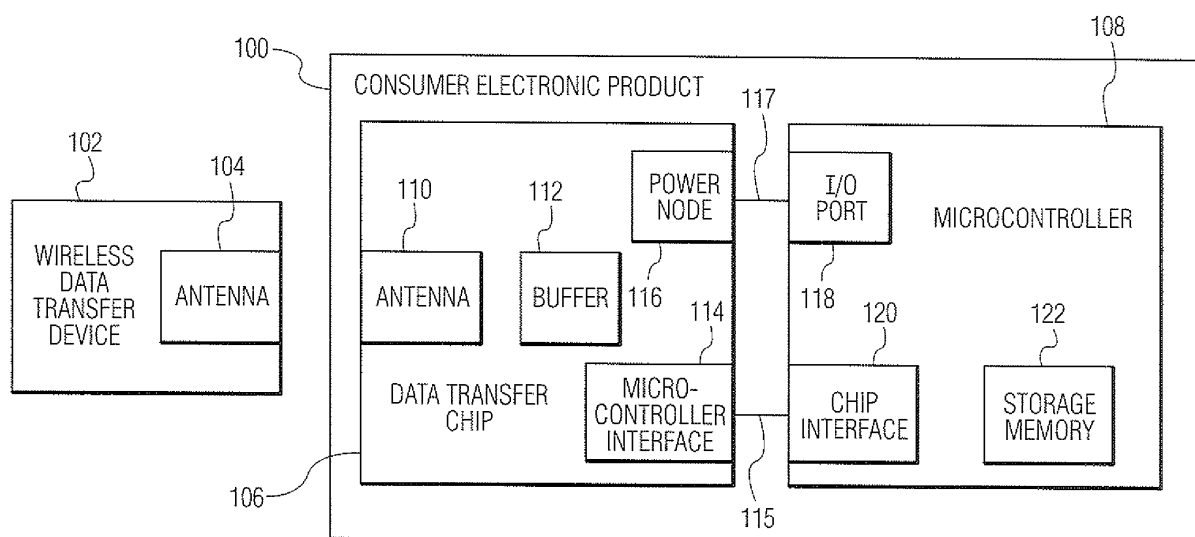 100
CONSUMER ELECTRONIC PRODUCT
108
117
102
104
110
112
POWER
NODE
116
I/O
PORT
118
MICROCONTROLLER
WIRELESS
DATA
TRANSFER
DEVICE
ANTENNA
ANTENNA
BUFFER
114
120
122
DATA TRANSFER
CHIP
MICRO-
CONTROLLER
INTERFACE
CHIP
INTERFACE
STORAGE
MEMORY
106
115